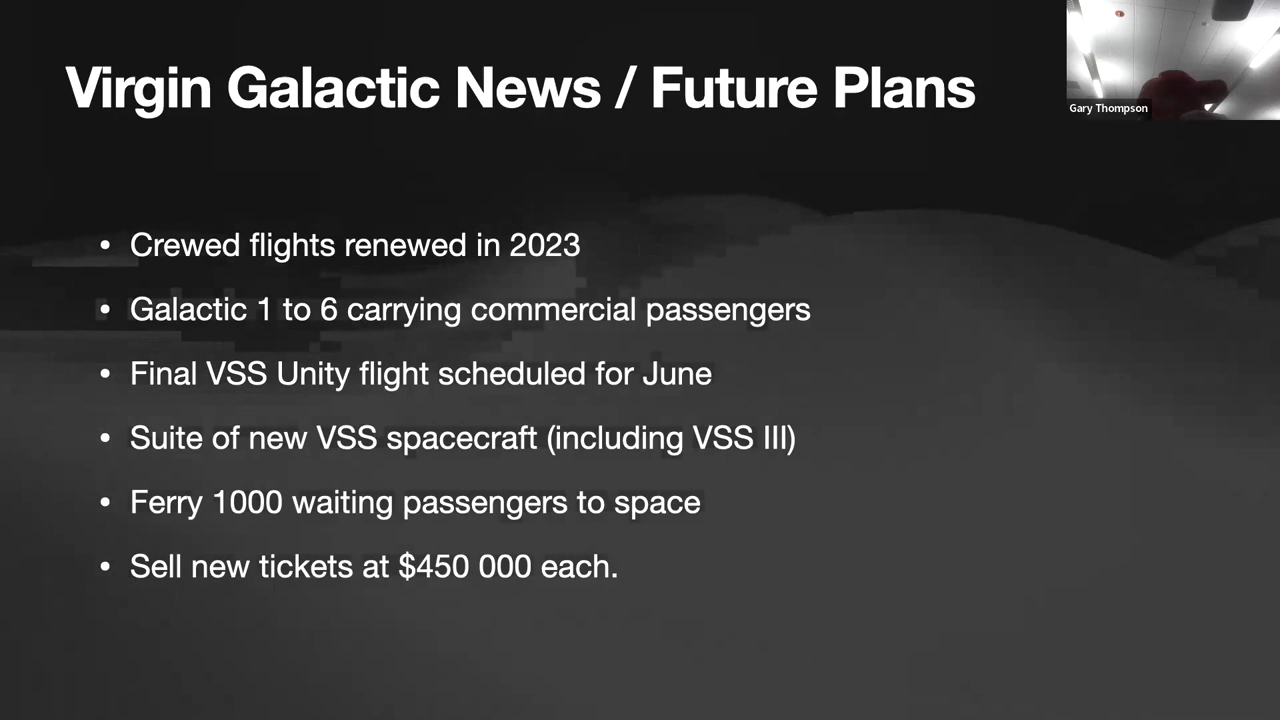 Virgin Galactic News / Future Plans
Gary Thompson
• Crewed flights renewed in 2023
• Galactic 1 to 6 carrying commercial passengers
• Final VSS Unity flight scheduled for June
• Suite of new VSS spacecraft (including VSS III)
• Ferry 1000 waiting passengers to space
• Sell new tickets at $450 000 each.